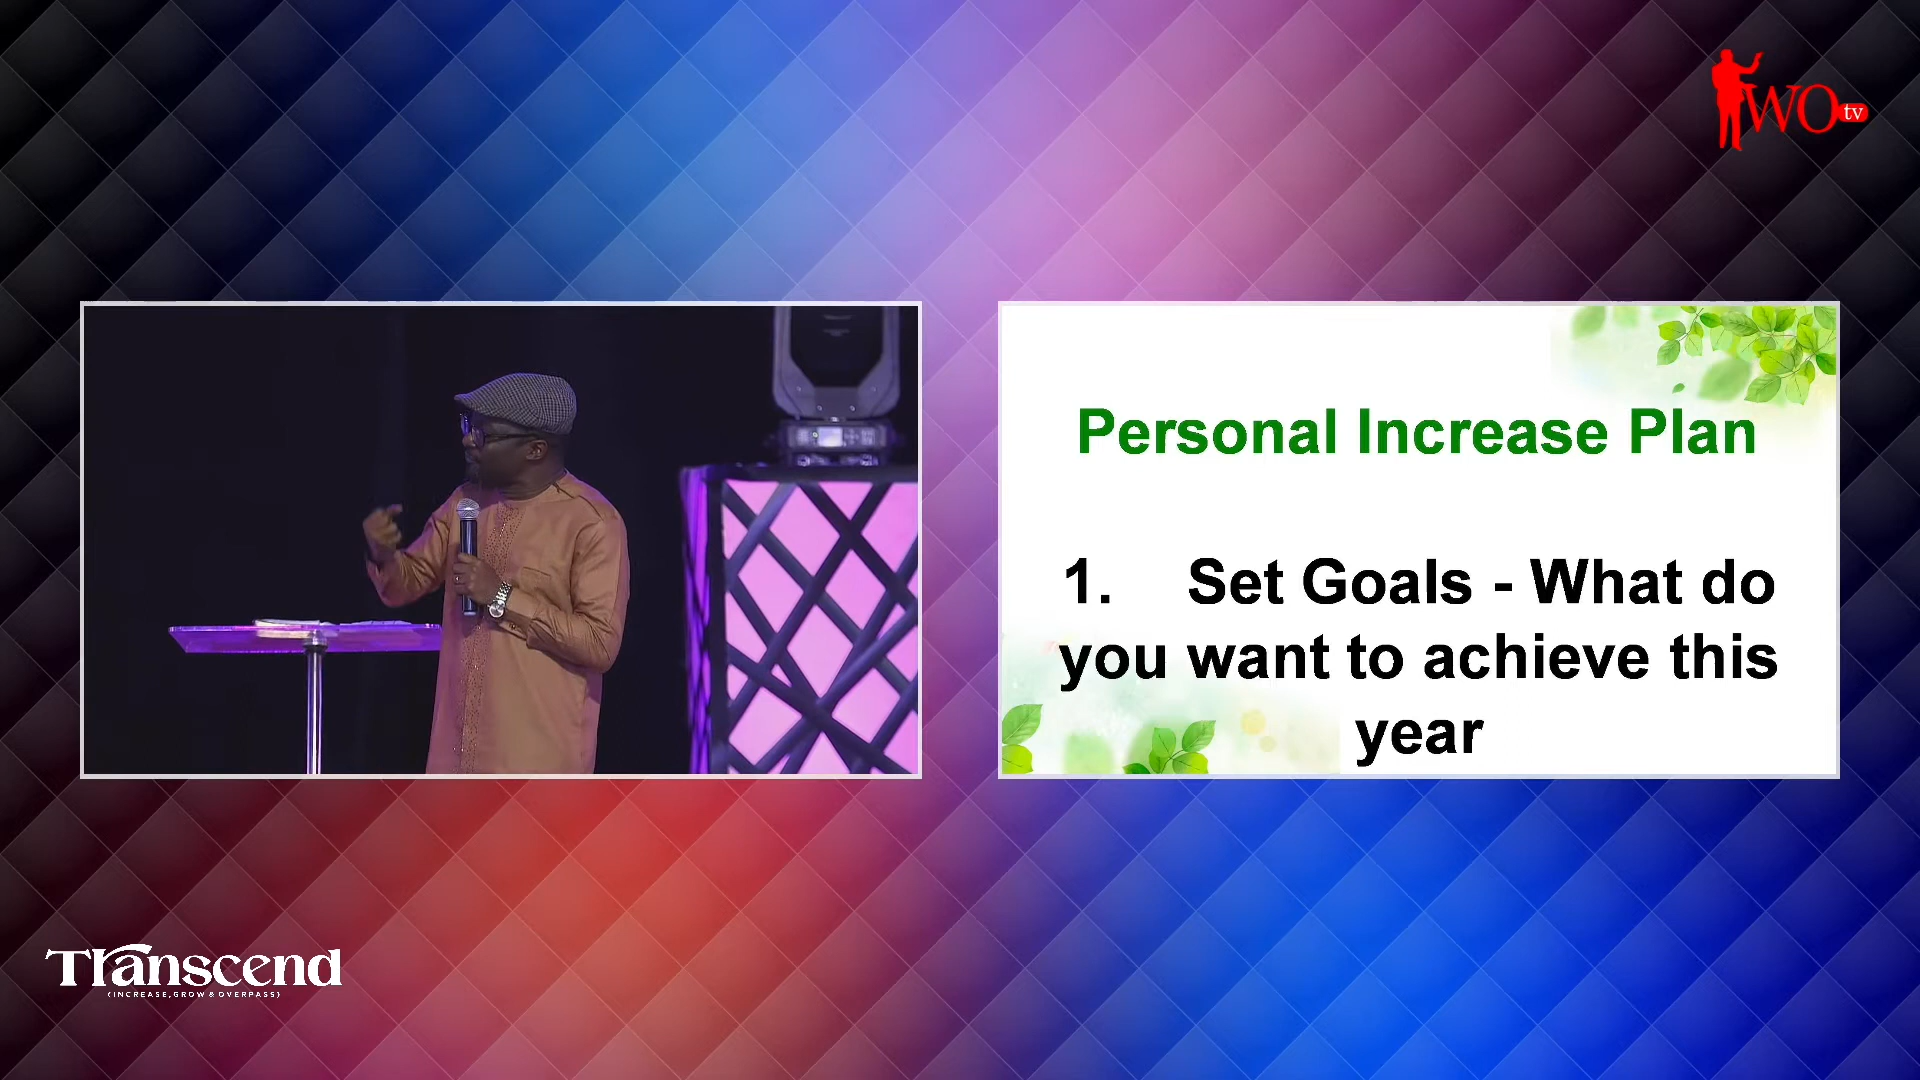 WO tv
Personal Increase Plan
1. Set Goals - What do
you want to achieve this
year
Transcend
(INCREASE, GROW & OVERPASS)